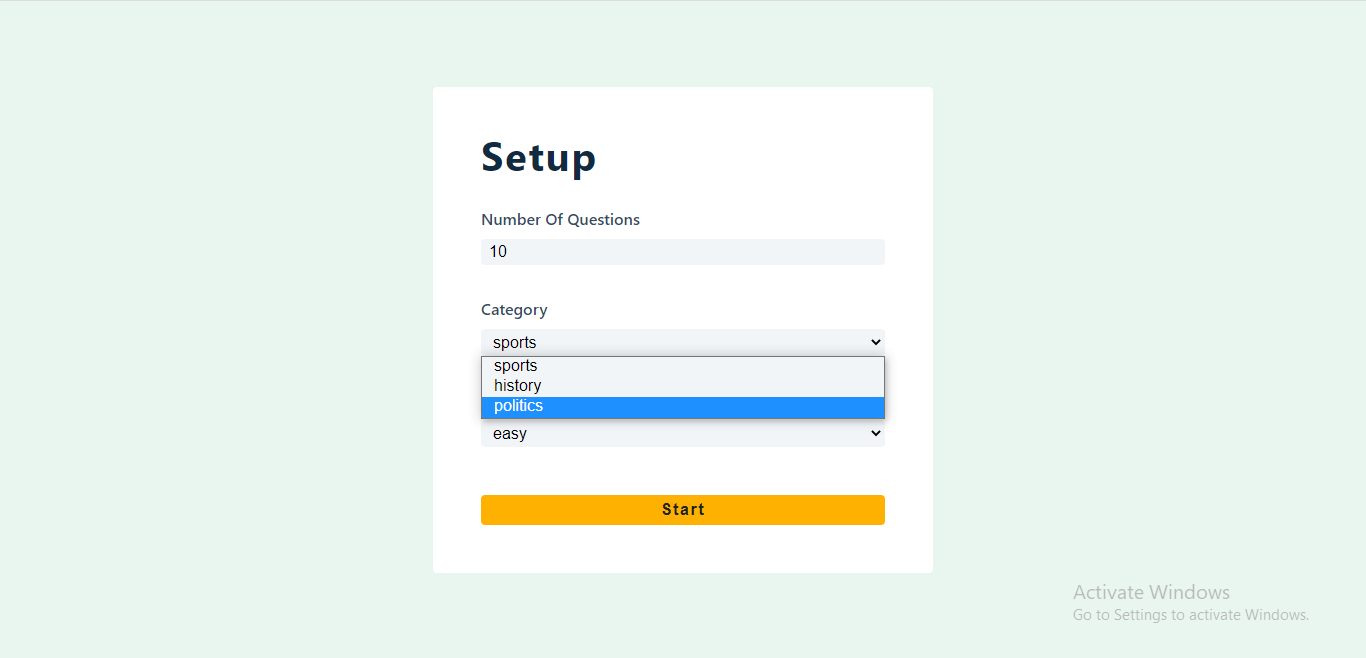 Setup
Number Of Questions
10
Category
sports
sports
history
politics
easy
Start
Activate Windows
Go to Settings to activate Windows.